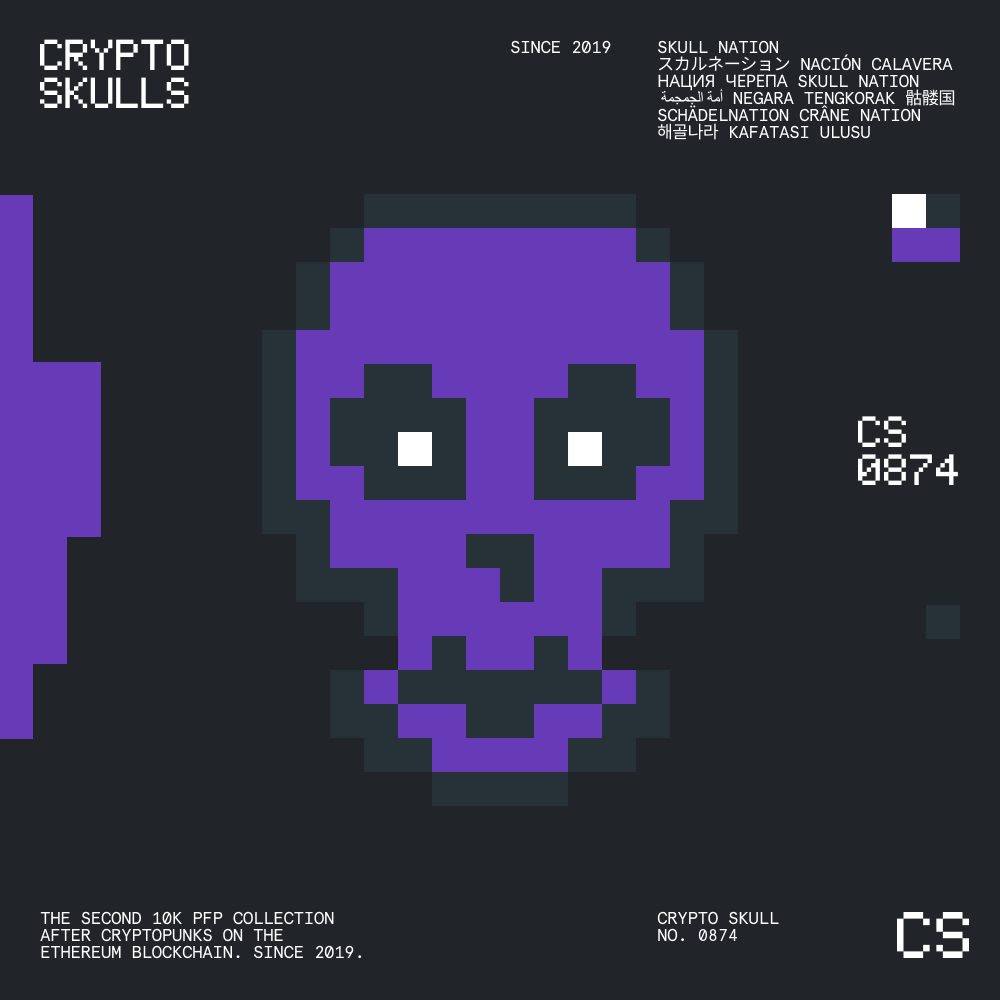 CRYPTO
SKULLS
SINCE 2019
SKULL NATION
スカルネーション NACIÓN CALAVERA
НАЦИЯ ЧЕРЕПА SKULL NATION
أمة الجمجمة NEGARA TENGKORAK 骷髅国
SCHÄDELNATION CRÂNE NATION
해골나라 KAFATASI ULUSU
CS
0874
THE SECOND 10K PFP COLLECTION
AFTER CRYPTOPUNKS ON THE
ETHEREUM BLOCKCHAIN. SINCE 2019.
CRYPTO SKULL
NO. 0874
CS